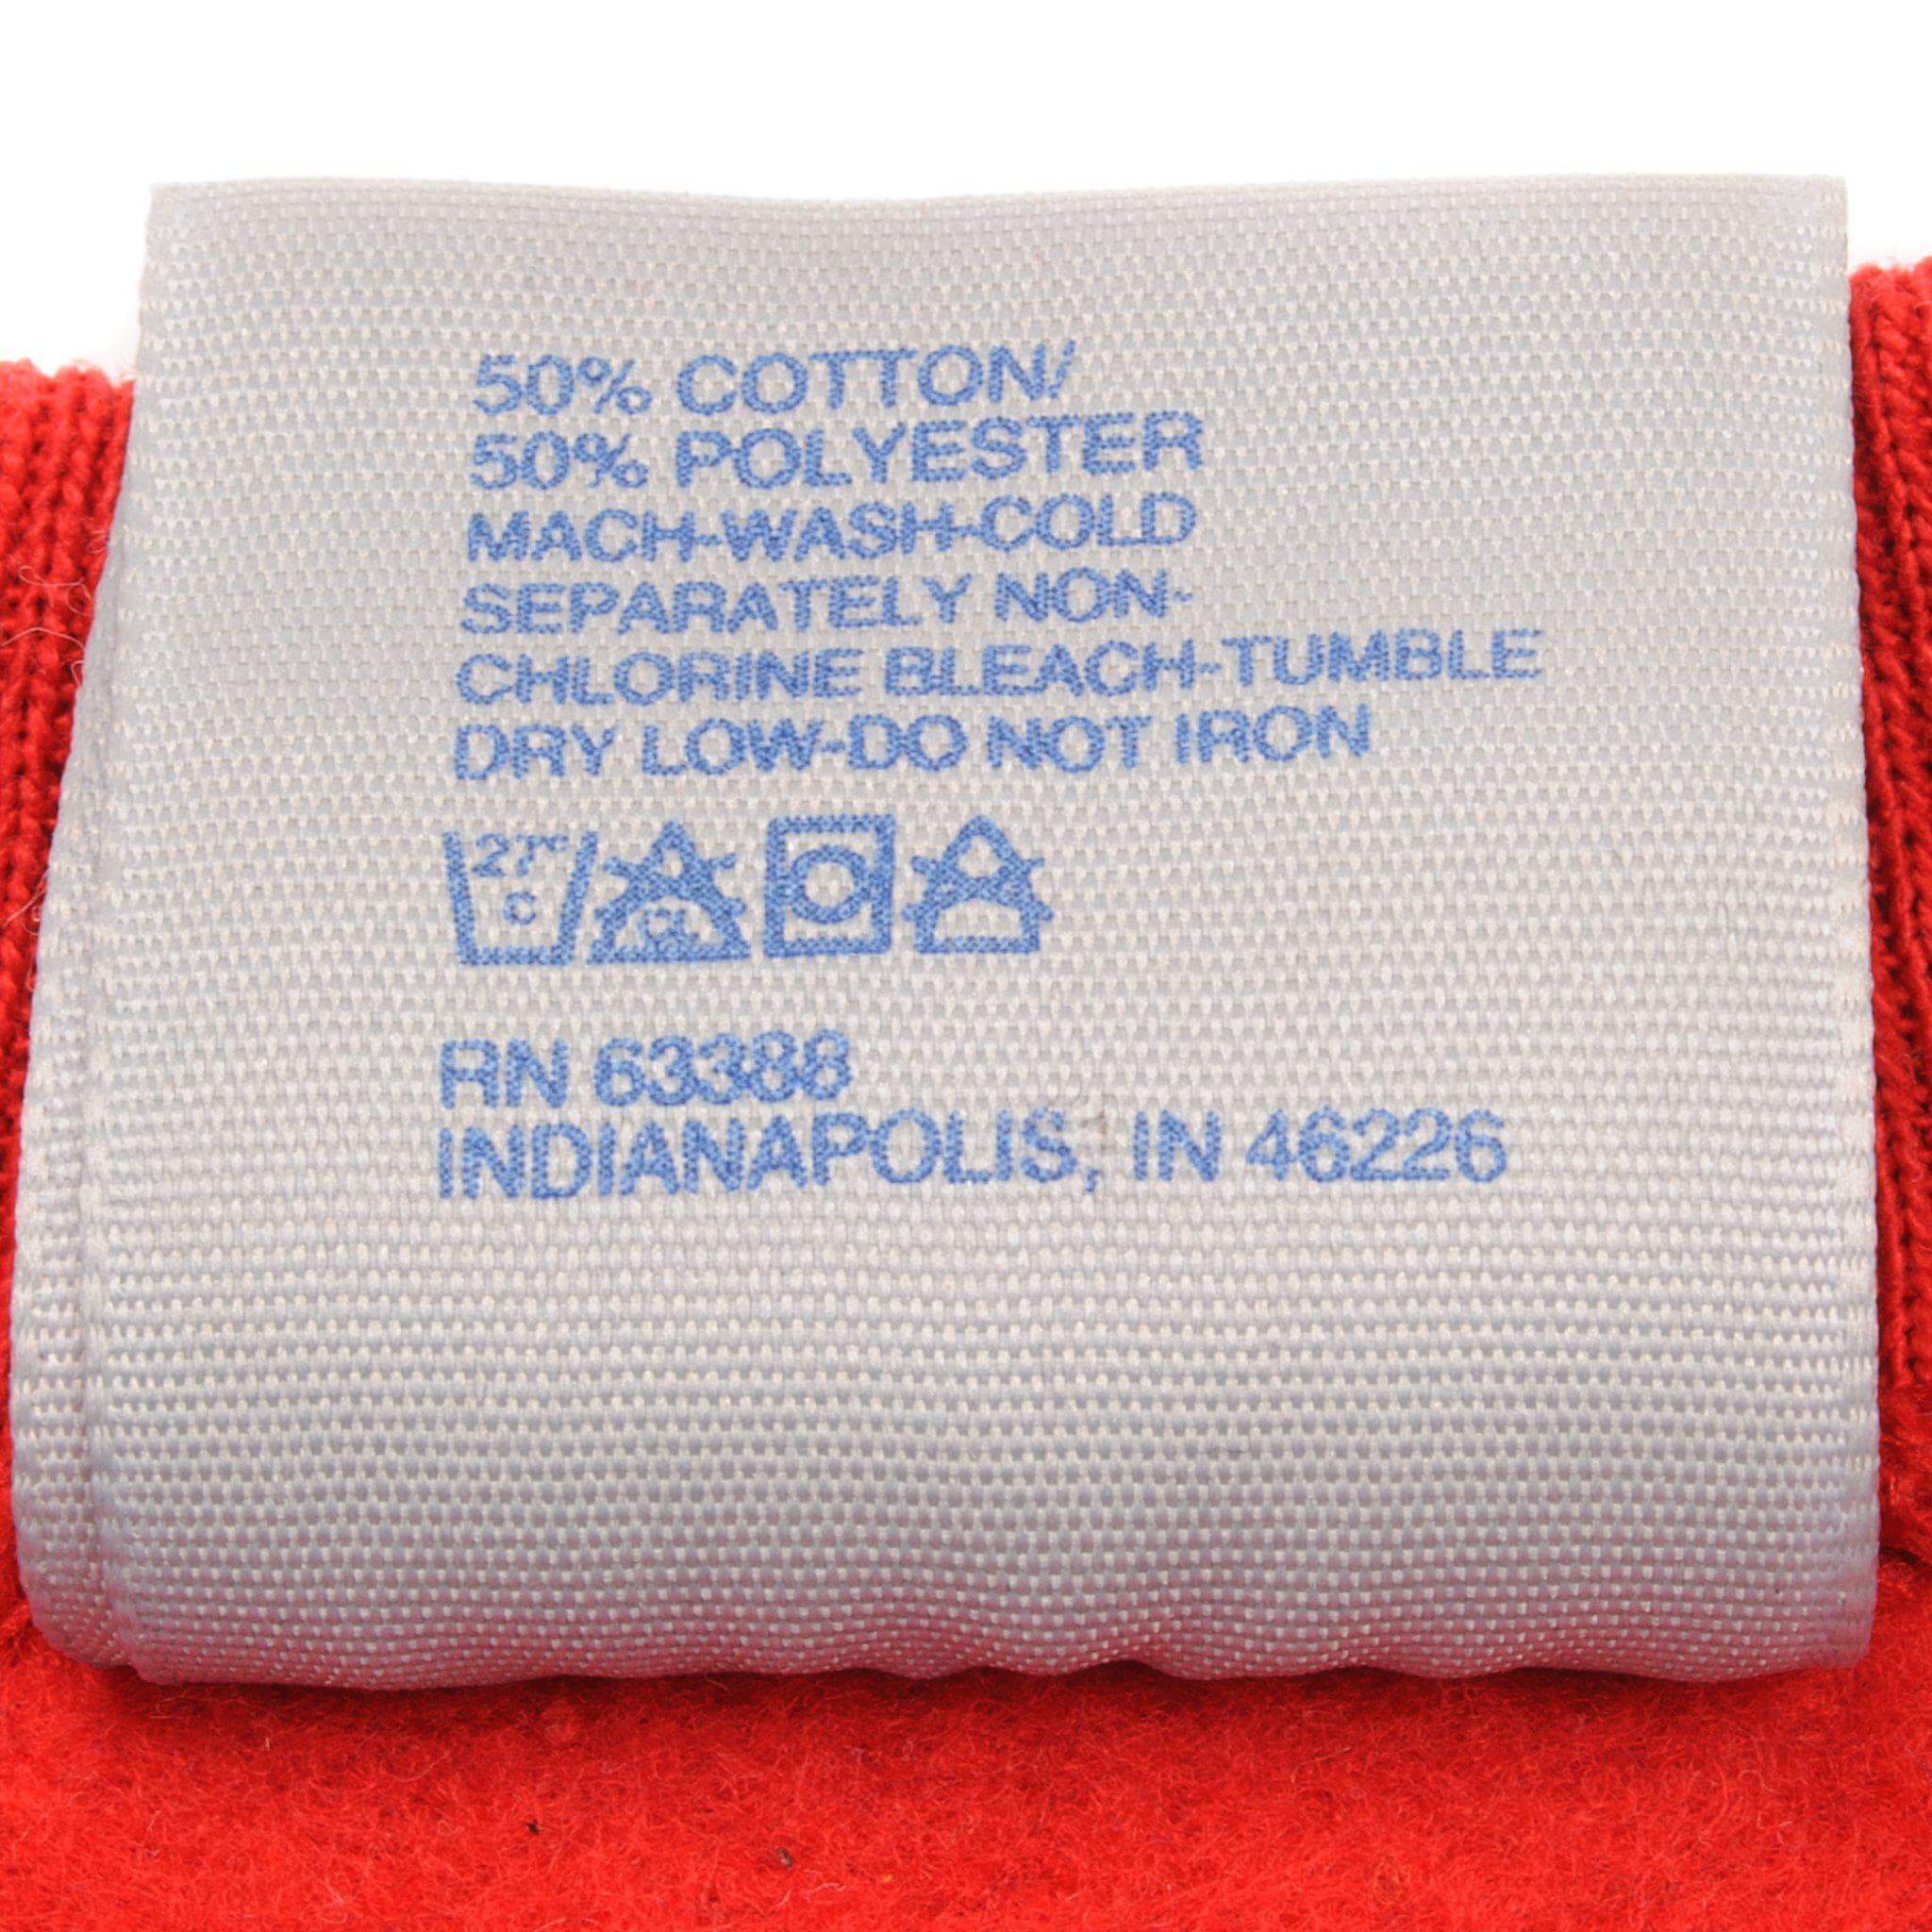 50% COTTON/
50% POLYESTER
MACH-WASH-COLD
SEPARATELY NON-
CHLORINE BLEACH-TUMBLE
DRY LOW-DO NOT IRON
27°
C
CL
RN 63388
INDIANAPOLIS, IN 46226